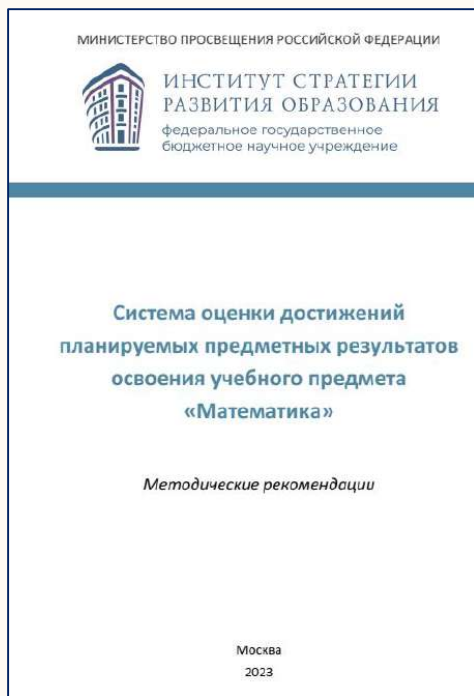 МИНИСТЕРСТВО ПРОСВЕЩЕНИЯ РОССИЙСКОЙ ФЕДЕРАЦИИ
ИНСТИТУТ СТРАТЕГИИ
РАЗВИТИЯ ОБРАЗОВАНИЯ
федеральное государственное
бюджетное научное учреждение
Система оценки достижений
планируемых предметных результатов
освоения учебного предмета
«Математика»
Методические рекомендации
Москва
2023